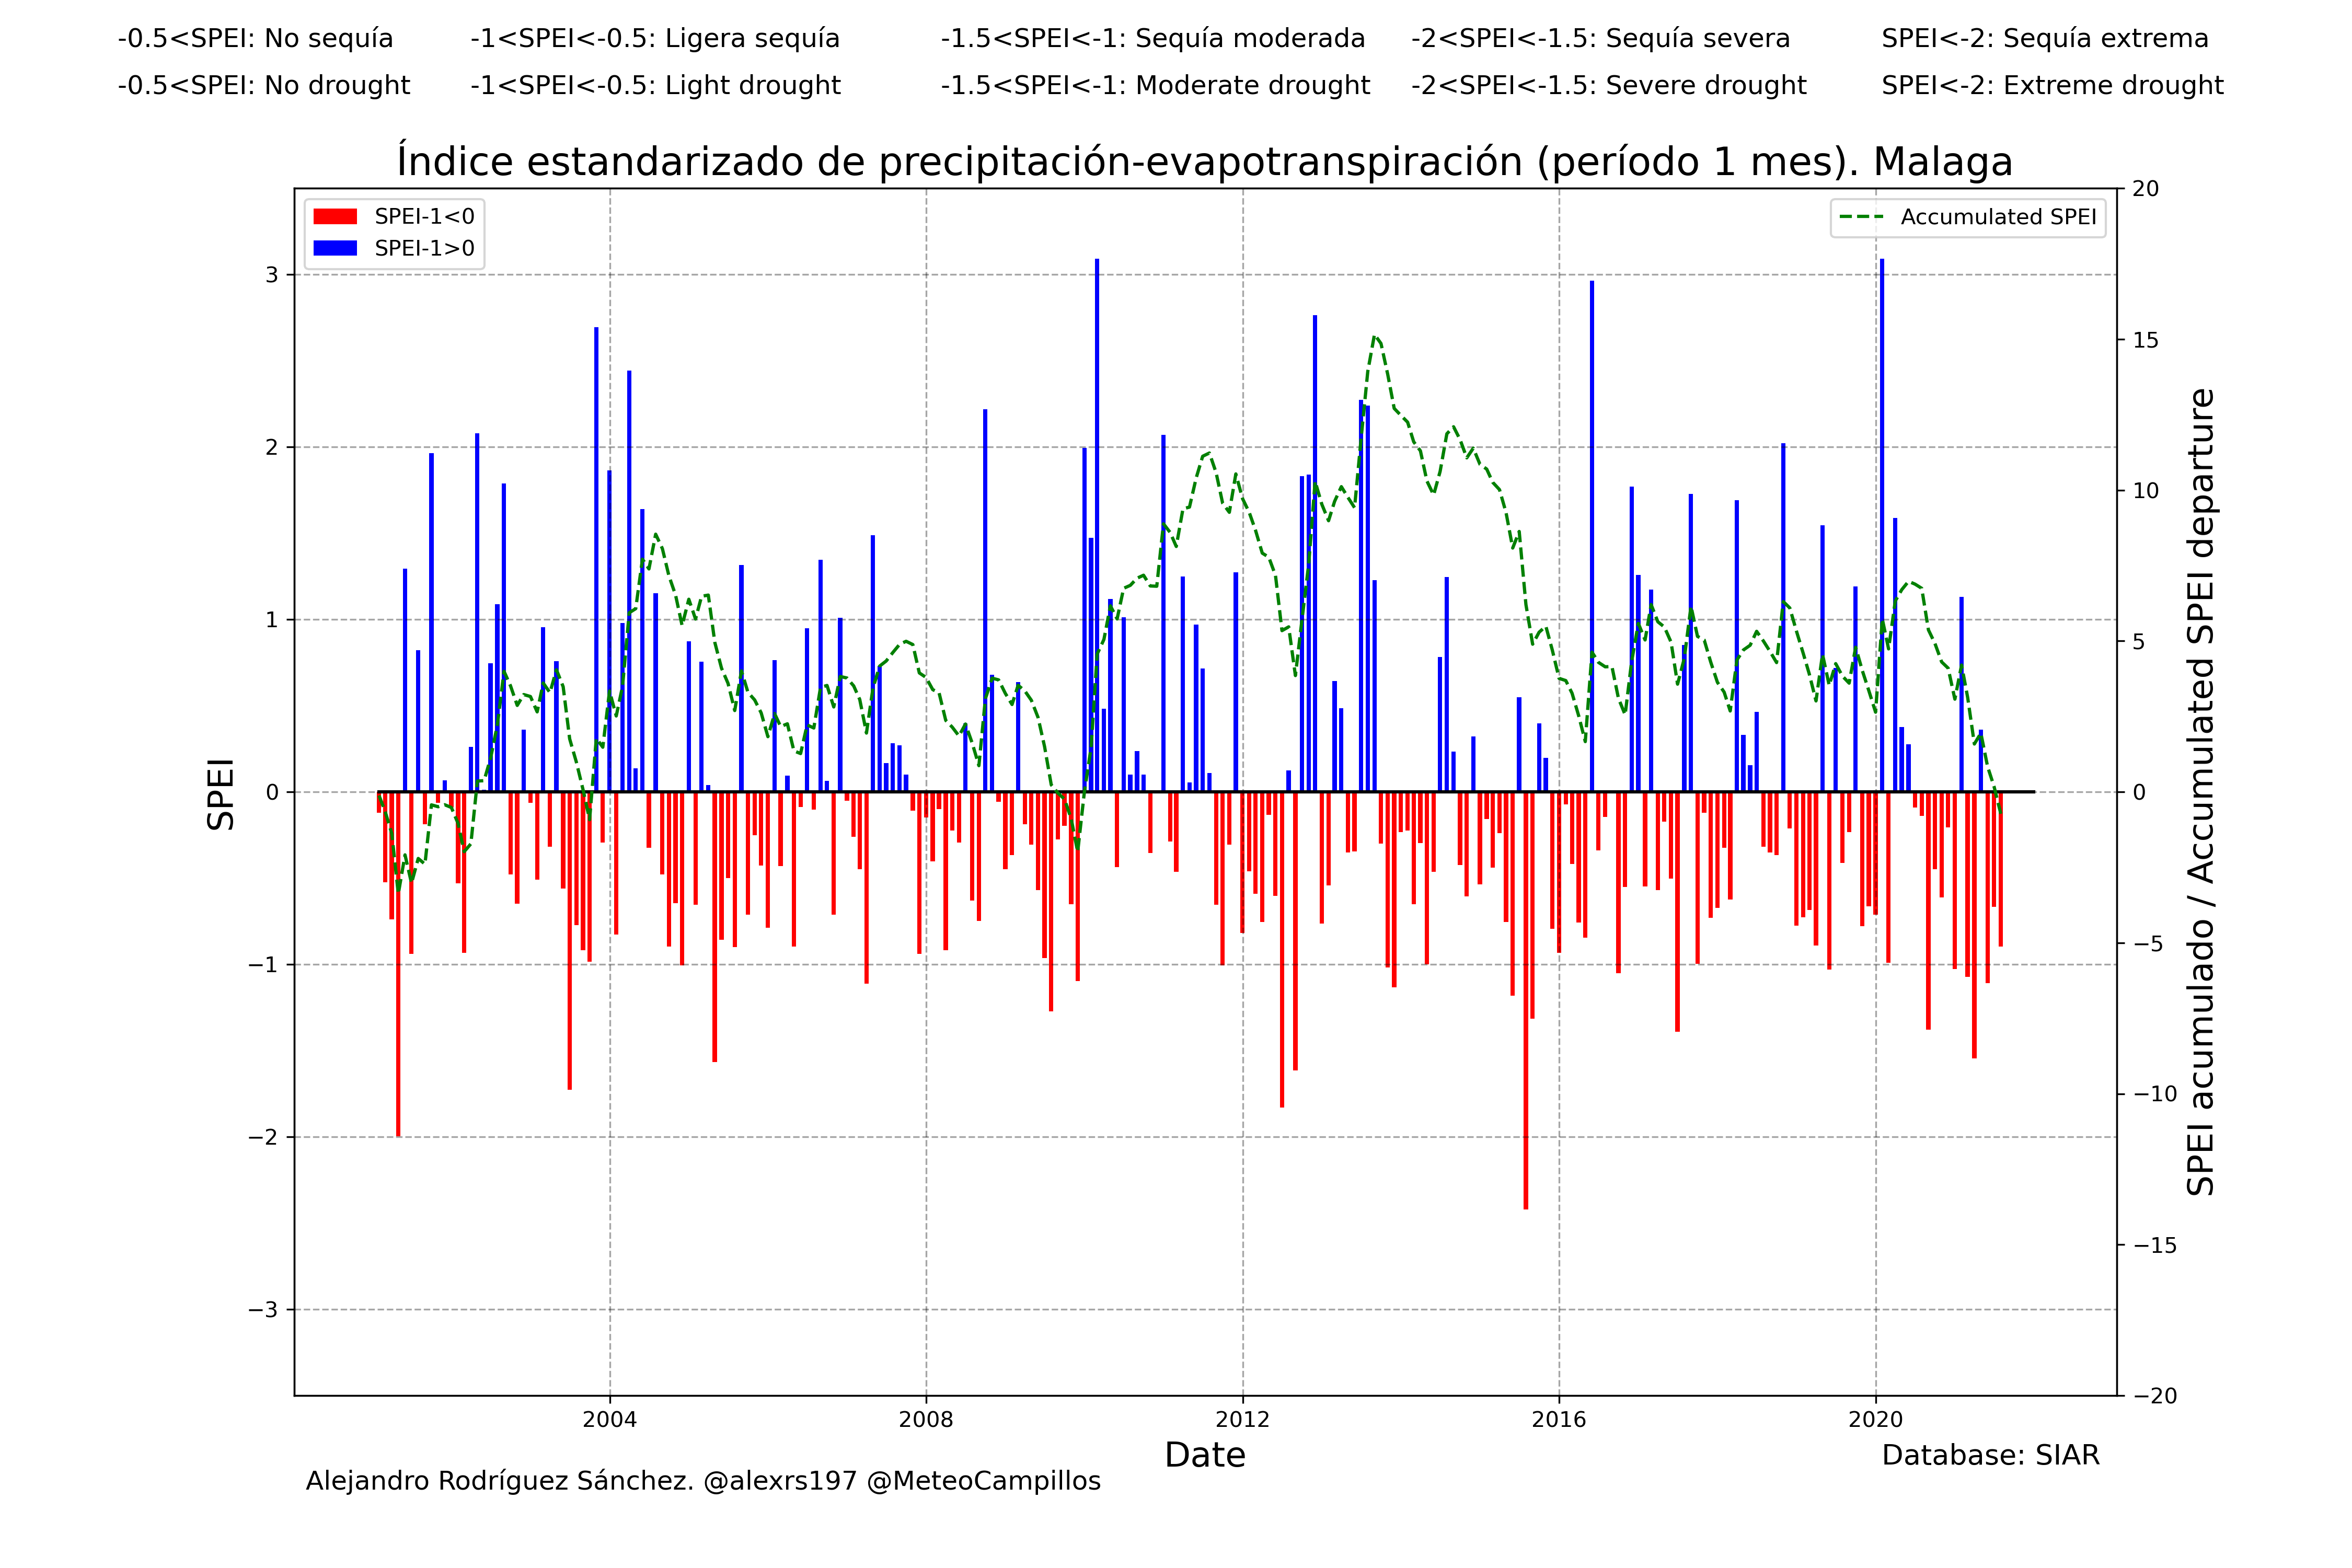 -0.5<SPEI: No sequía -1<SPEI<-0.5: Ligera sequía -1.5<SPEI<-1: Sequía moderada -2<SPEI<-1.5: Sequía severa SPEI<-2: Sequía extrema
-0.5<SPEI: No drought -1<SPEI<-0.5: Light drought -1.5<SPEI<-1: Moderate drought -2<SPEI<-1.5: Severe drought SPEI<-2: Extreme drought
Índice estandarizado de precipitación-evapotranspiración (período 1 mes). Malaga
SPEI-1<0
SPEI-1>0
Accumulated SPEI
SPEI
3
2
1
0
−1
−2
−3
20
15
10
5
0
−5
−10
−15
−20
SPEI acumulado / Accumulated SPEI departure
2004 2008 2012 2016 2020
Date
Database: SIAR
Alejandro Rodríguez Sánchez. @alexrs197 @MeteoCampillos